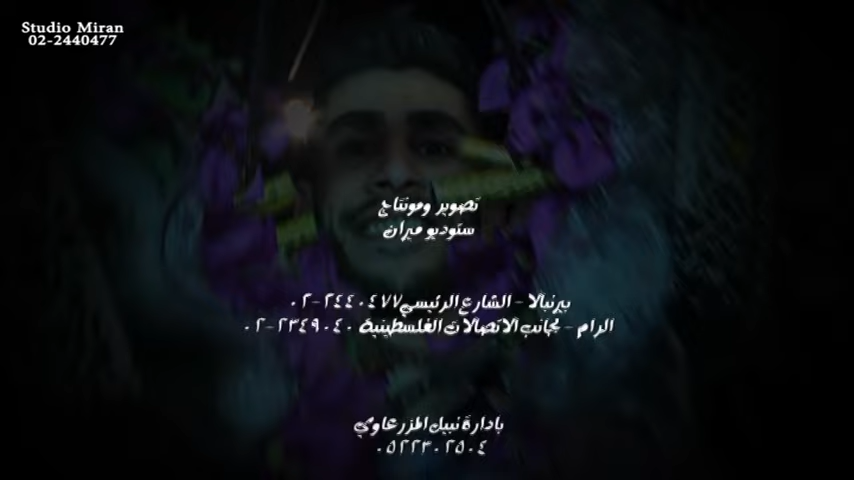 Studio Miran
02-2440477
تصوير ومونتاج
ستوديو ميران
بيرنبالا - الشارع الرئيسي ٠٢-٢٤٤٠٤٧٧
الرام - بجانب الاتصالات الفلسطينية ٠٢-٢٣٤٩٠٤٠
بادارة نبيل المزرعاوي
٠٥٢٢٣٠٢٥٠٤